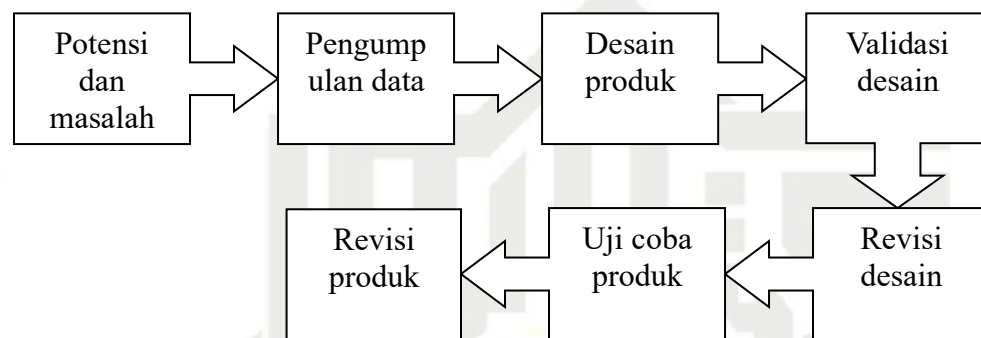 Potensi
dan
masalah
Pengump
ulan data
Desain
produk
Validasi
desain
Revisi
desain
Uji coba
produk
Revisi
produk